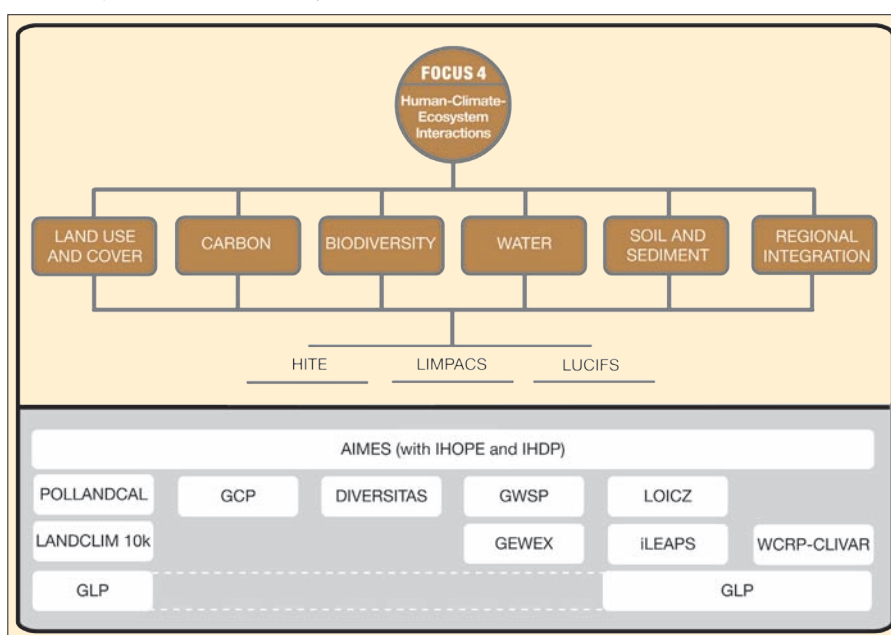 FOCUS 4
Human-Climate-
Ecosystem
Interactions
LAND USE
AND COVER
CARBON
BIODIVERSITY
WATER
SOIL AND
SEDIMENT
REGIONAL
INTEGRATION
HITE
LIMPACS
LUCIFS
AIMES (with IHOPE and IHDP)
POLLANDCAL
GCP
DIVERSITAS
GWSP
LOICZ
LANDCLIM 10k
GEWEX
iLEAPS
WCRP-CLIVAR
GLP
GLP